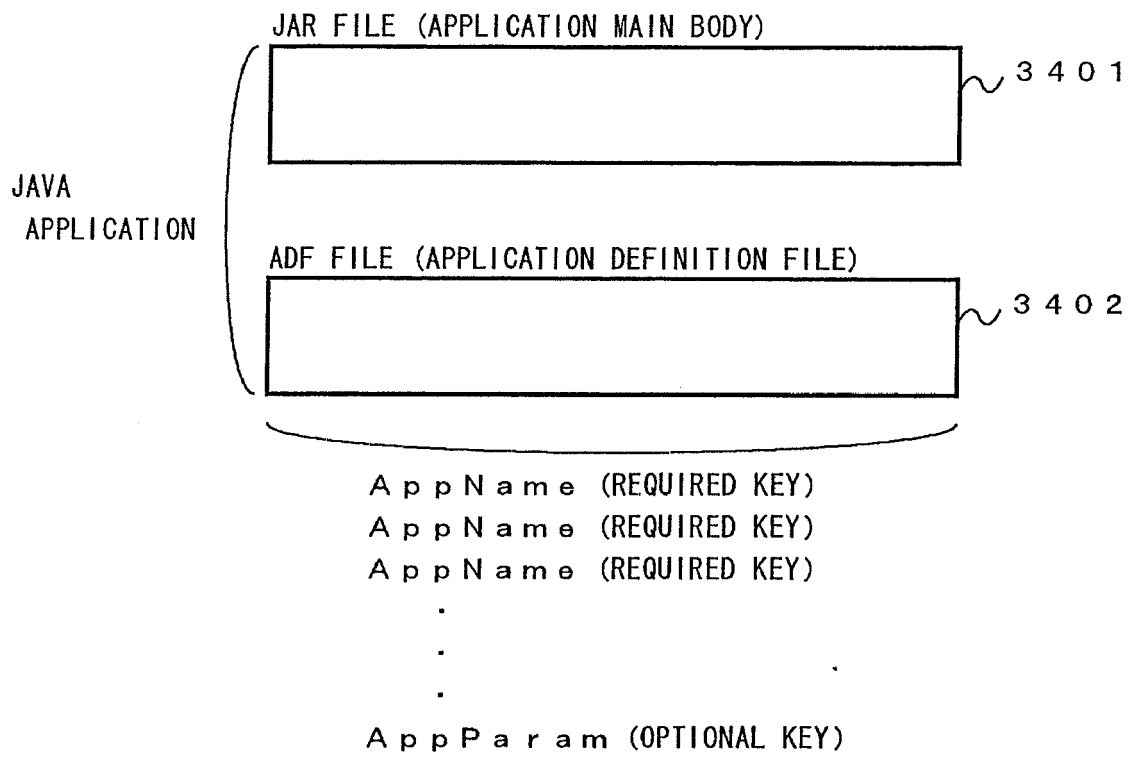 JAR FILE (APPLICATION MAIN BODY)
3401
JAVA
APPLICATION
ADF FILE (APPLICATION DEFINITION FILE)
3402
AppName (REQUIRED KEY)
AppName (REQUIRED KEY)
AppName (REQUIRED KEY)
.
.
.
AppParam (OPTIONAL KEY)